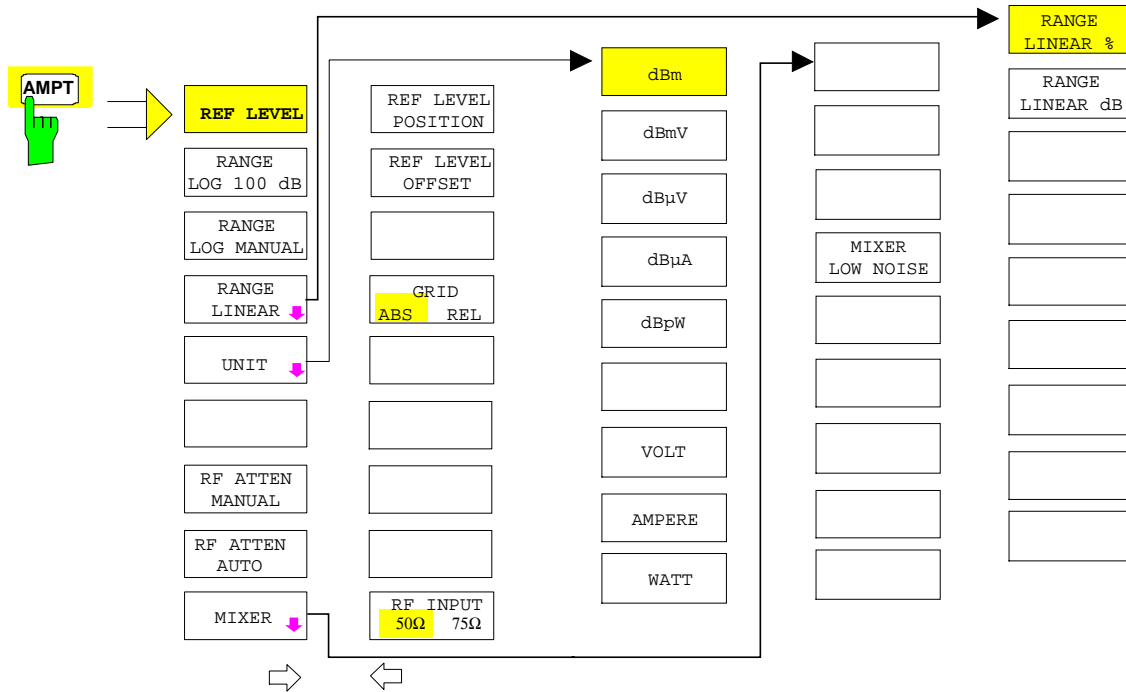 AMPT
REF LEVEL
RANGE
LOG 100 dB
RANGE
LOG MANUAL
RANGE
LINEAR
UNIT
RF ATTEN
MANUAL
RF ATTEN
AUTO
MIXER
REF LEVEL
POSITION
REF LEVEL
OFFSET
GRID
ABS REL
RF INPUT
50Ω 75Ω
dBm
dBmV
dBµV
dBµA
dBpW
VOLT
AMPERE
WATT
MIXER
LOW NOISE
RANGE
LINEAR %
RANGE
LINEAR dB